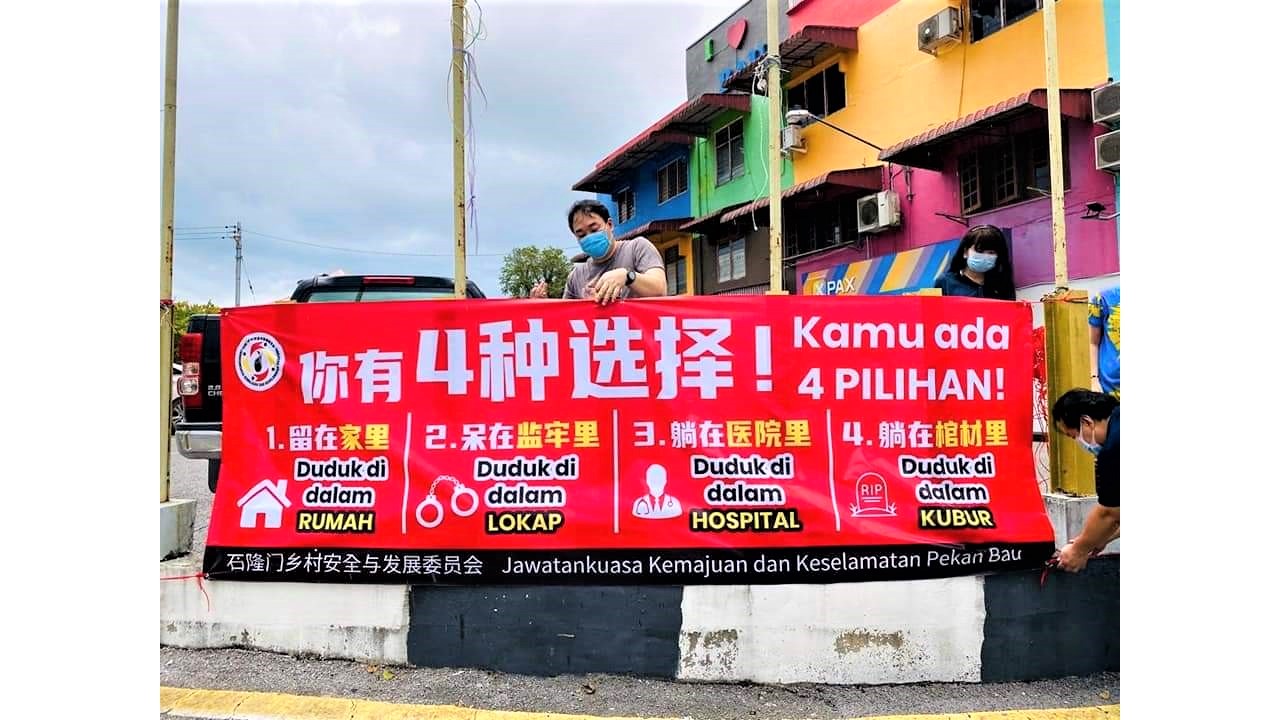 你有4种选择！
Kamu ada
4 PILIHAN!
1.留在家里
Duduk di
dalam
RUMAH
2.呆在监牢里
Duduk di
dalam
LOKAP
3.躺在医院里
Duduk di
dalam
HOSPITAL
4.躺在棺材里
RIP
Duduk di
dalam
KUBUR
石隆门乡村安全与发展委员会 Jawatankuasa Kemajuan dan Keselamatan Pekan Bau
I
PAX